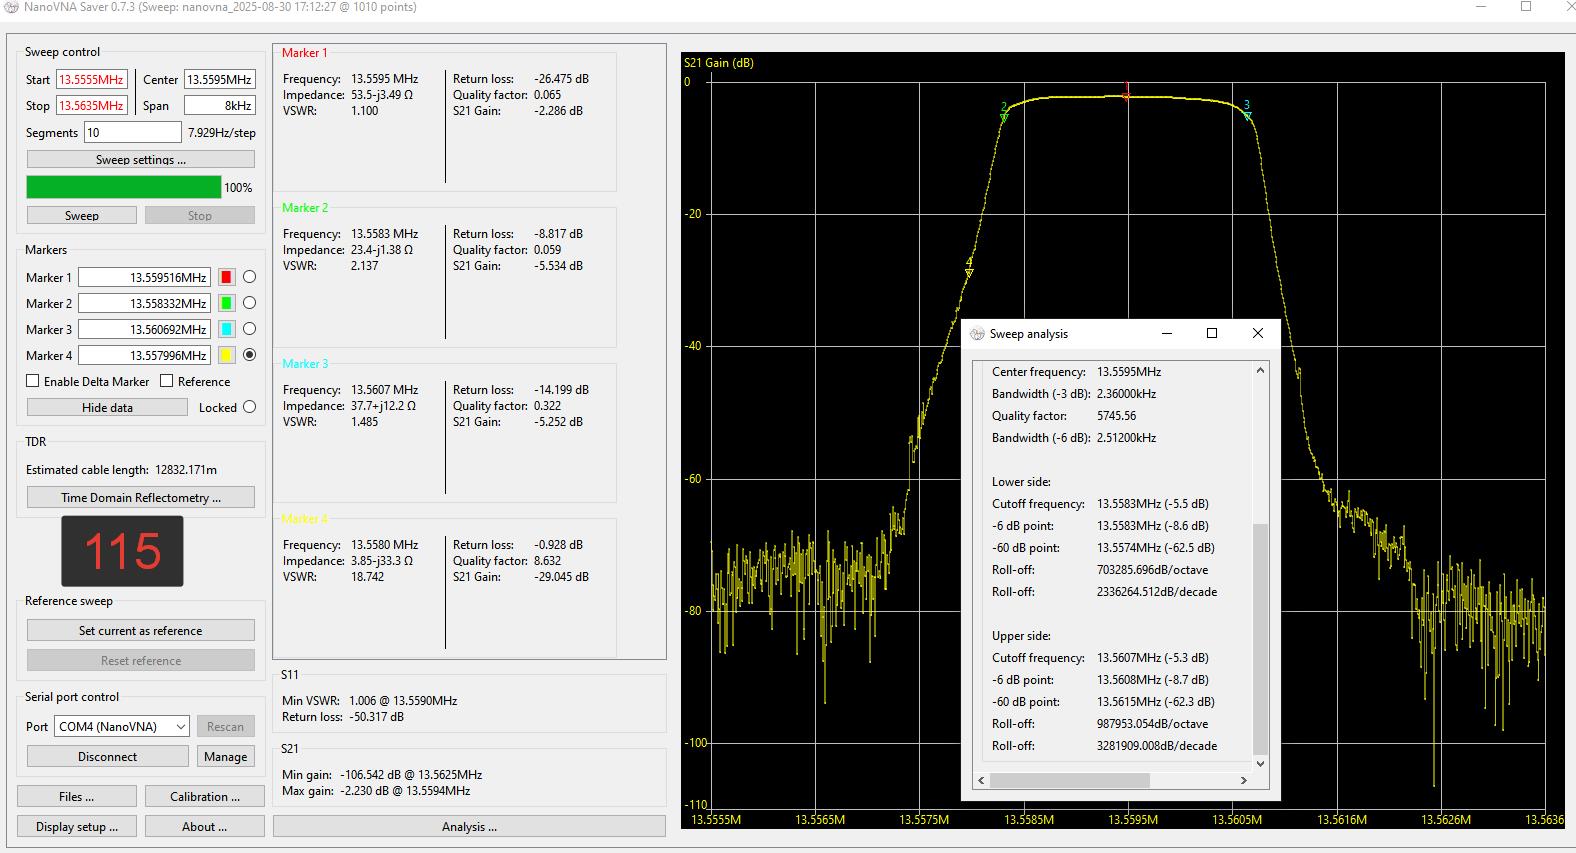 NanoVNA Saver 0.7.3 (Sweep: nanovna_2025-08-30 17:12:27 @ 1010 points)
Sweep control
Start 13.5555MHz Center 13.5595MHz
Stop 13.5635MHz Span 8kHz
Segments 10 7.929Hz/step
Sweep settings ...
100%
Sweep Stop
Markers
Marker 1 13.559516MHz
Marker 2 13.558332MHz
Marker 3 13.560692MHz
Marker 4 13.557996MHz
Enable Delta Marker Reference
Hide data Locked
TDR
Estimated cable length: 12832.171m
Time Domain Reflectometry ...
115
Reference sweep
Set current as reference
Reset reference
Serial port control
Port COM4 (NanoVNA) Rescan
Disconnect Manage
Files ... Calibration ...
Display setup ... About ...
Marker 1
Frequency: 13.5595 MHz Return loss: -26.475 dB
Impedance: 53.5-j3.49 Ω Quality factor: 0.065
VSWR: 1.100 S21 Gain: -2.286 dB
Marker 2
Frequency: 13.5583 MHz Return loss: -8.817 dB
Impedance: 23.4-j1.38 Ω Quality factor: 0.059
VSWR: 2.137 S21 Gain: -5.534 dB
Marker 3
Frequency: 13.5607 MHz Return loss: -14.199 dB
Impedance: 37.7+j12.2 Ω Quality factor: 0.322
VSWR: 1.485 S21 Gain: -5.252 dB
Marker 4
Frequency: 13.5580 MHz Return loss: -0.928 dB
Impedance: 3.85-j33.3 Ω Quality factor: 8.632
VSWR: 18.742 S21 Gain: -29.045 dB
S11
Min VSWR: 1.006 @ 13.5590MHz
Return loss: -50.317 dB
S21
Min gain: -106.542 dB @ 13.5625MHz
Max gain: -2.230 dB @ 13.5594MHz
Analysis ...
S21 Gain (dB)
0
1
2
3
-20
4
-40
-60
-80
-100
-110
13.5555M 13.5565M 13.5575M 13.5585M 13.5595M 13.5605M 13.5616M 13.5626M 13.5636
Sweep analysis
Center frequency: 13.5595MHz
Bandwidth (-3 dB): 2.36000kHz
Quality factor: 5745.56
Bandwidth (-6 dB): 2.51200kHz
Lower side:
Cutoff frequency: 13.5583MHz (-5.5 dB)
-6 dB point: 13.5583MHz (-8.6 dB)
-60 dB point: 13.5574MHz (-62.5 dB)
Roll-off: 703285.696dB/octave
Roll-off: 2336264.512dB/decade
Upper side:
Cutoff frequency: 13.5607MHz (-5.3 dB)
-6 dB point: 13.5608MHz (-8.7 dB)
-60 dB point: 13.5615MHz (-62.3 dB)
Roll-off: 987953.054dB/octave
Roll-off: 3281909.008dB/decade